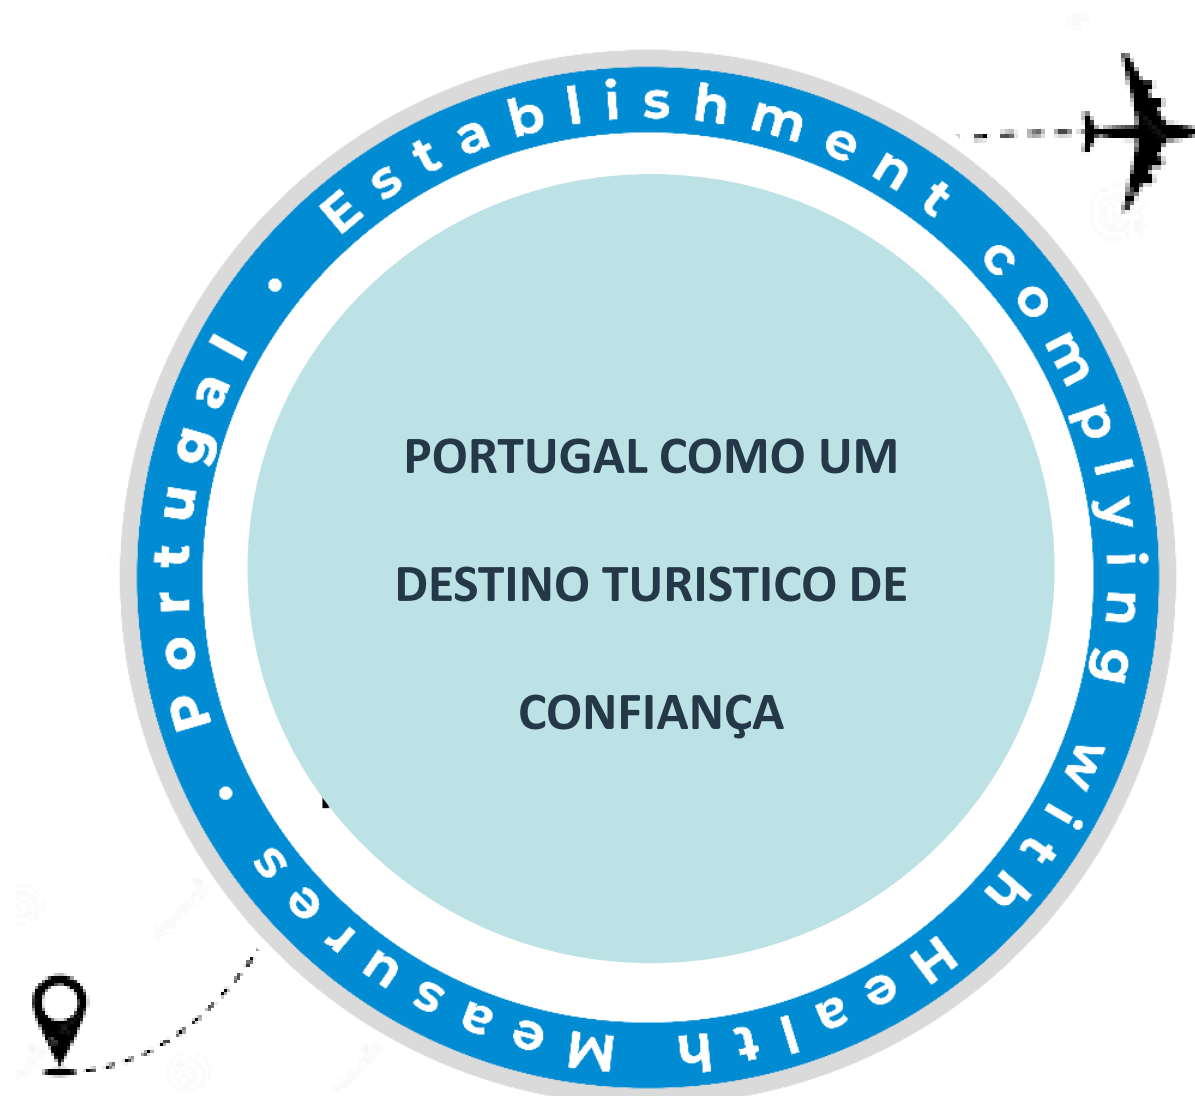 Establishment complying with Health Measures • Portugal •
PORTUGAL COMO UM
DESTINO TURISTICO DE
CONFIANÇA